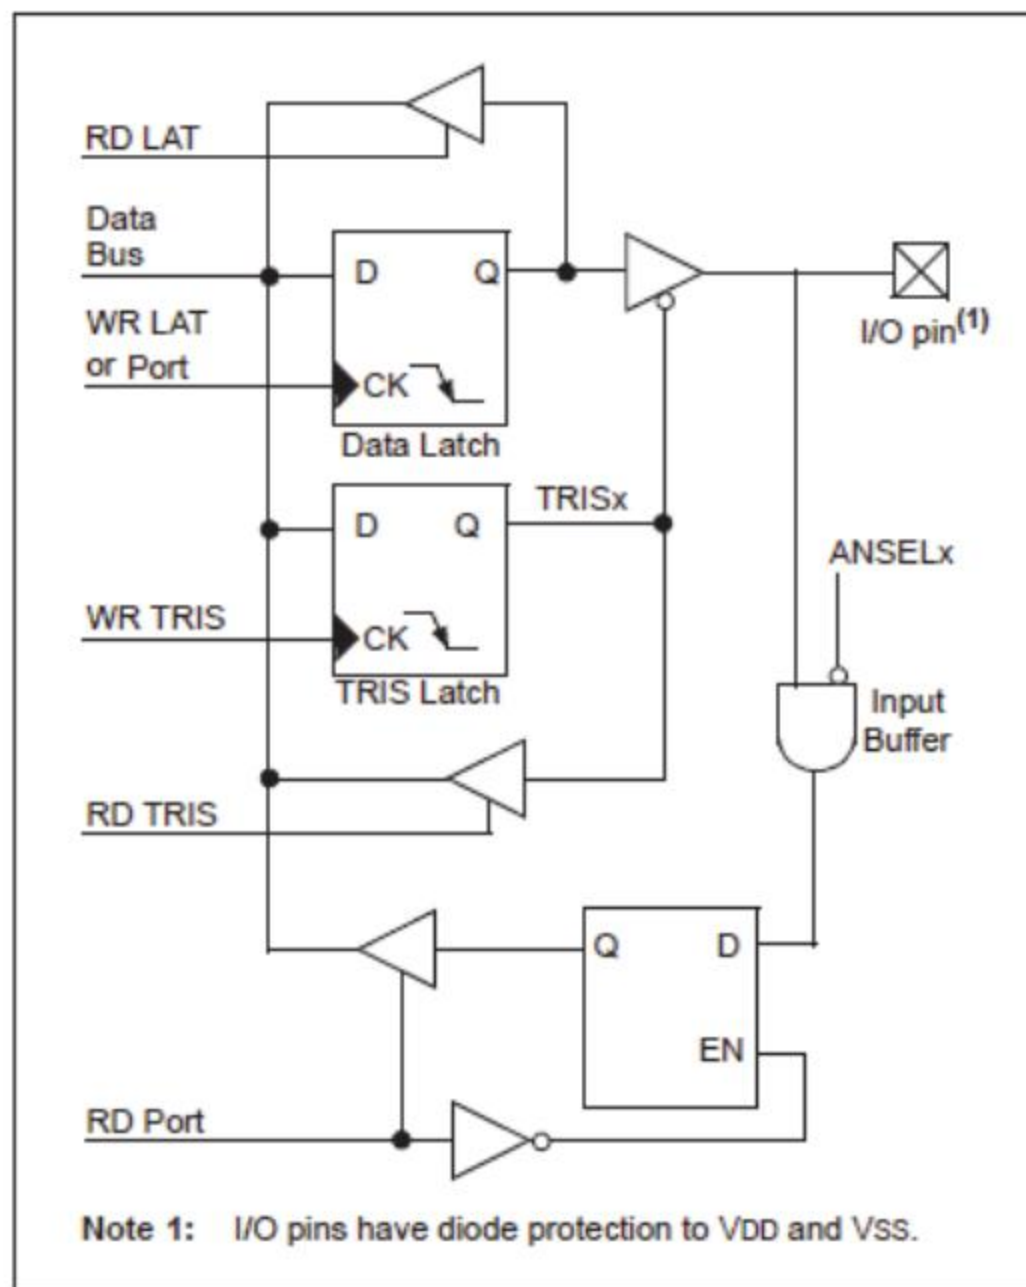 RD LAT
Data
Bus
D
Q
WR LAT
or Port
CK
Data Latch
I/O pin(1)
D
Q
TRISx
WR TRIS
CK
TRIS Latch
ANSELx
Input
Buffer
RD TRIS
Q
D
EN
RD Port
Note 1: I/O pins have diode protection to VDD and VSS.